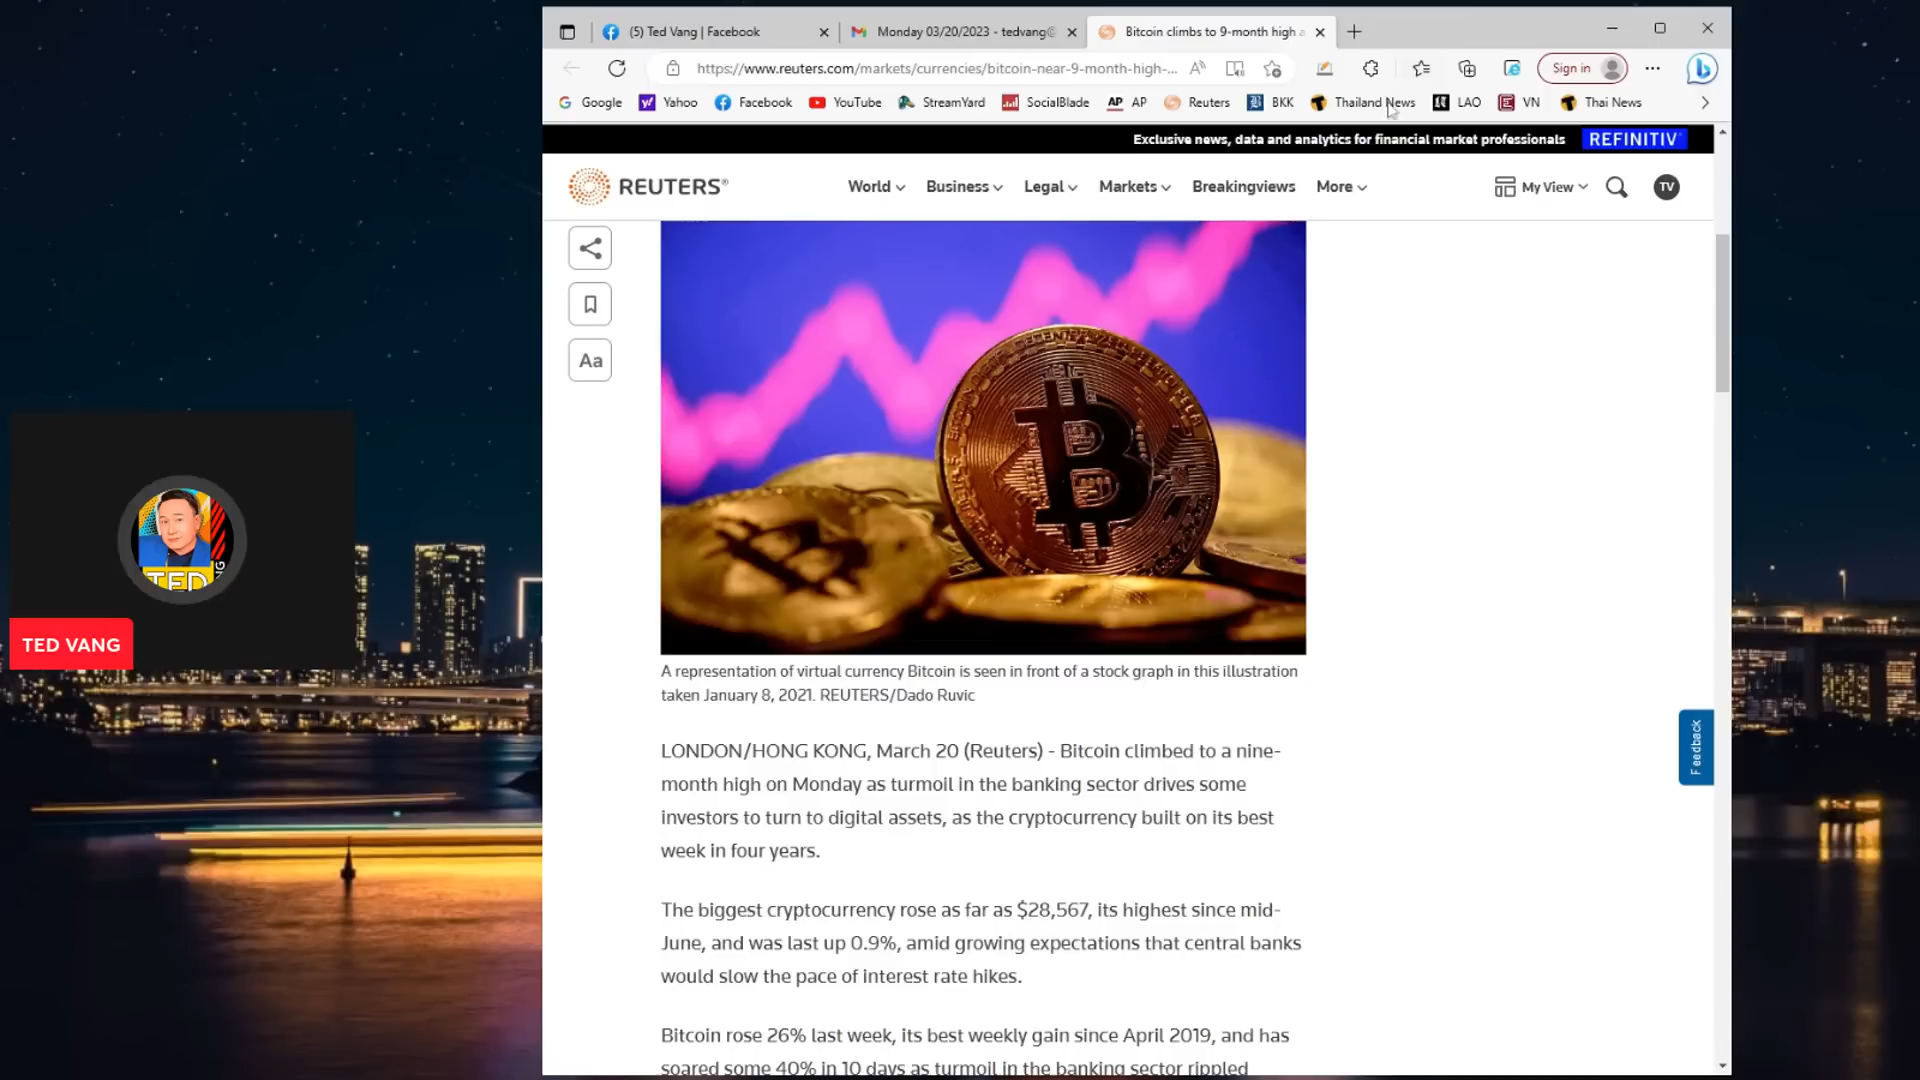 (5) Ted Vang | Facebook
Monday 03/20/2023 - tedvang@
Bitcoin climbs to 9-month high a
https://www.reuters.com/markets/currencies/bitcoin-near-9-month-high-...
Sign in
Google
Yahoo
Facebook
YouTube
StreamYard
SocialBlade
AP AP
Reuters
BKK
Thailand News
LAO
VN
Thai News
Exclusive news, data and analytics for financial market professionals
REFINITIV
REUTERS®
World
Business
Legal
Markets
Breakingviews
More
My View
TV
Aa
TED
TED VANG
A representation of virtual currency Bitcoin is seen in front of a stock graph in this illustration
taken January 8, 2021. REUTERS/Dado Ruvic
LONDON/HONG KONG, March 20 (Reuters) - Bitcoin climbed to a nine-
month high on Monday as turmoil in the banking sector drives some
investors to turn to digital assets, as the cryptocurrency built on its best
week in four years.
Feedback
The biggest cryptocurrency rose as far as $28,567, its highest since mid-
June, and was last up 0.9%, amid growing expectations that central banks
would slow the pace of interest rate hikes.
Bitcoin rose 26% last week, its best weekly gain since April 2019, and has
soared some 40% in 10 days as turmoil in the banking sector rippled